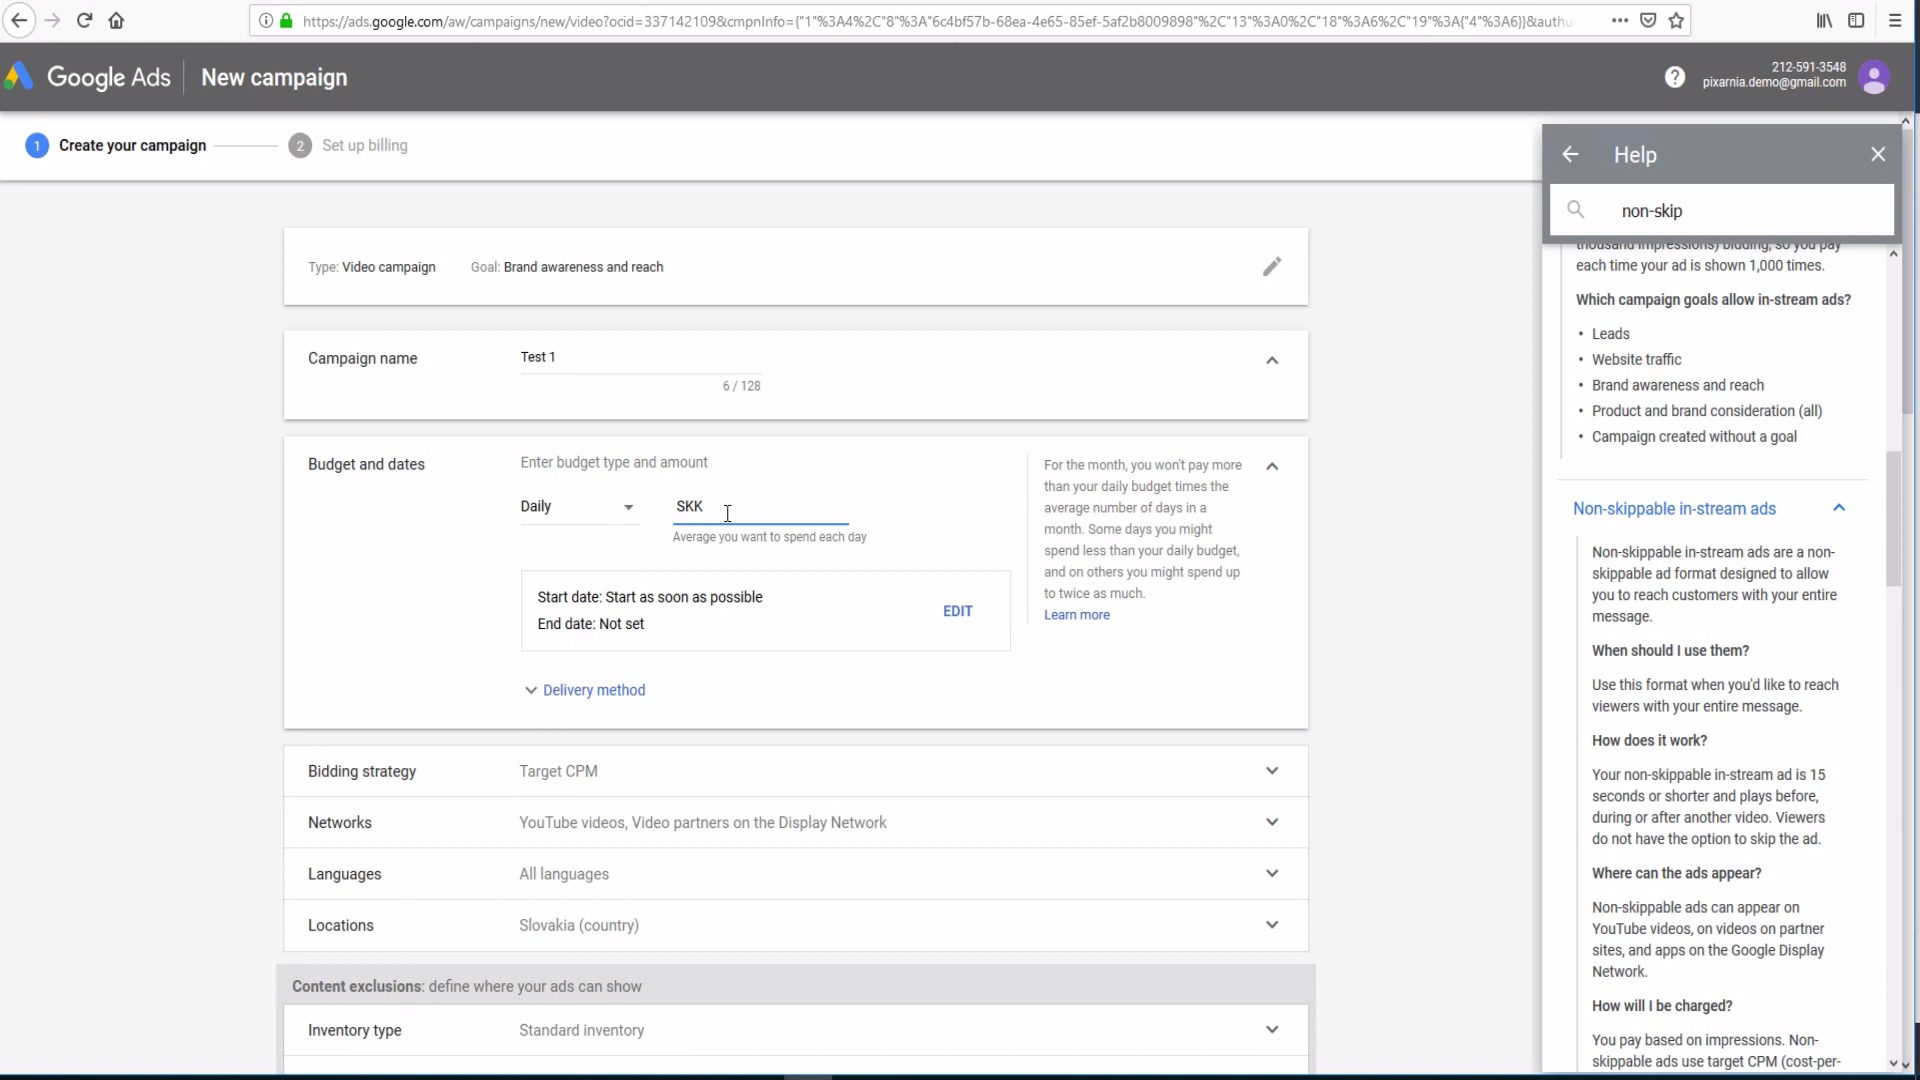 https://ads.google.com/aw/campaigns/new/video?ocid=337142109&cmpnInfo={"1"%3A4%2C"8"%3A"6c4bf57b-68ea-4e65-85ef-5af2b8009898"%2C"13"%3A0%2C"18"%3A6%2C"19"%3A{"4"%3A6}}&authu
Google Ads
New campaign
?
212-591-3548
pixarnia.demo@gmail.com
1 Create your campaign
2 Set up billing
Type: Video campaign
Goal: Brand awareness and reach
Campaign name
Test 1
6 / 128
Budget and dates
Enter budget type and amount
Daily
SKK
Average you want to spend each day
Start date: Start as soon as possible
End date: Not set
EDIT
For the month, you won't pay more
than your daily budget times the
average number of days in a
month. Some days you might
spend less than your daily budget,
and on others you might spend up
to twice as much.
Learn more
Delivery method
Bidding strategy
Target CPM
Networks
YouTube videos, Video partners on the Display Network
Languages
All languages
Locations
Slovakia (country)
Content exclusions: define where your ads can show
Inventory type
Standard inventory
Help
non-skip
thousand impressions) bidding, so you pay
each time your ad is shown 1,000 times.
Which campaign goals allow in-stream ads?
• Leads
• Website traffic
• Brand awareness and reach
• Product and brand consideration (all)
• Campaign created without a goal
Non-skippable in-stream ads
Non-skippable in-stream ads are a non-
skippable ad format designed to allow
you to reach customers with your entire
message.
When should I use them?
Use this format when you'd like to reach
viewers with your entire message.
How does it work?
Your non-skippable in-stream ad is 15
seconds or shorter and plays before,
during or after another video. Viewers
do not have the option to skip the ad.
Where can the ads appear?
Non-skippable ads can appear on
YouTube videos, on videos on partner
sites, and apps on the Google Display
Network.
How will I be charged?
You pay based on impressions. Non-
skippable ads use target CPM (cost-per-